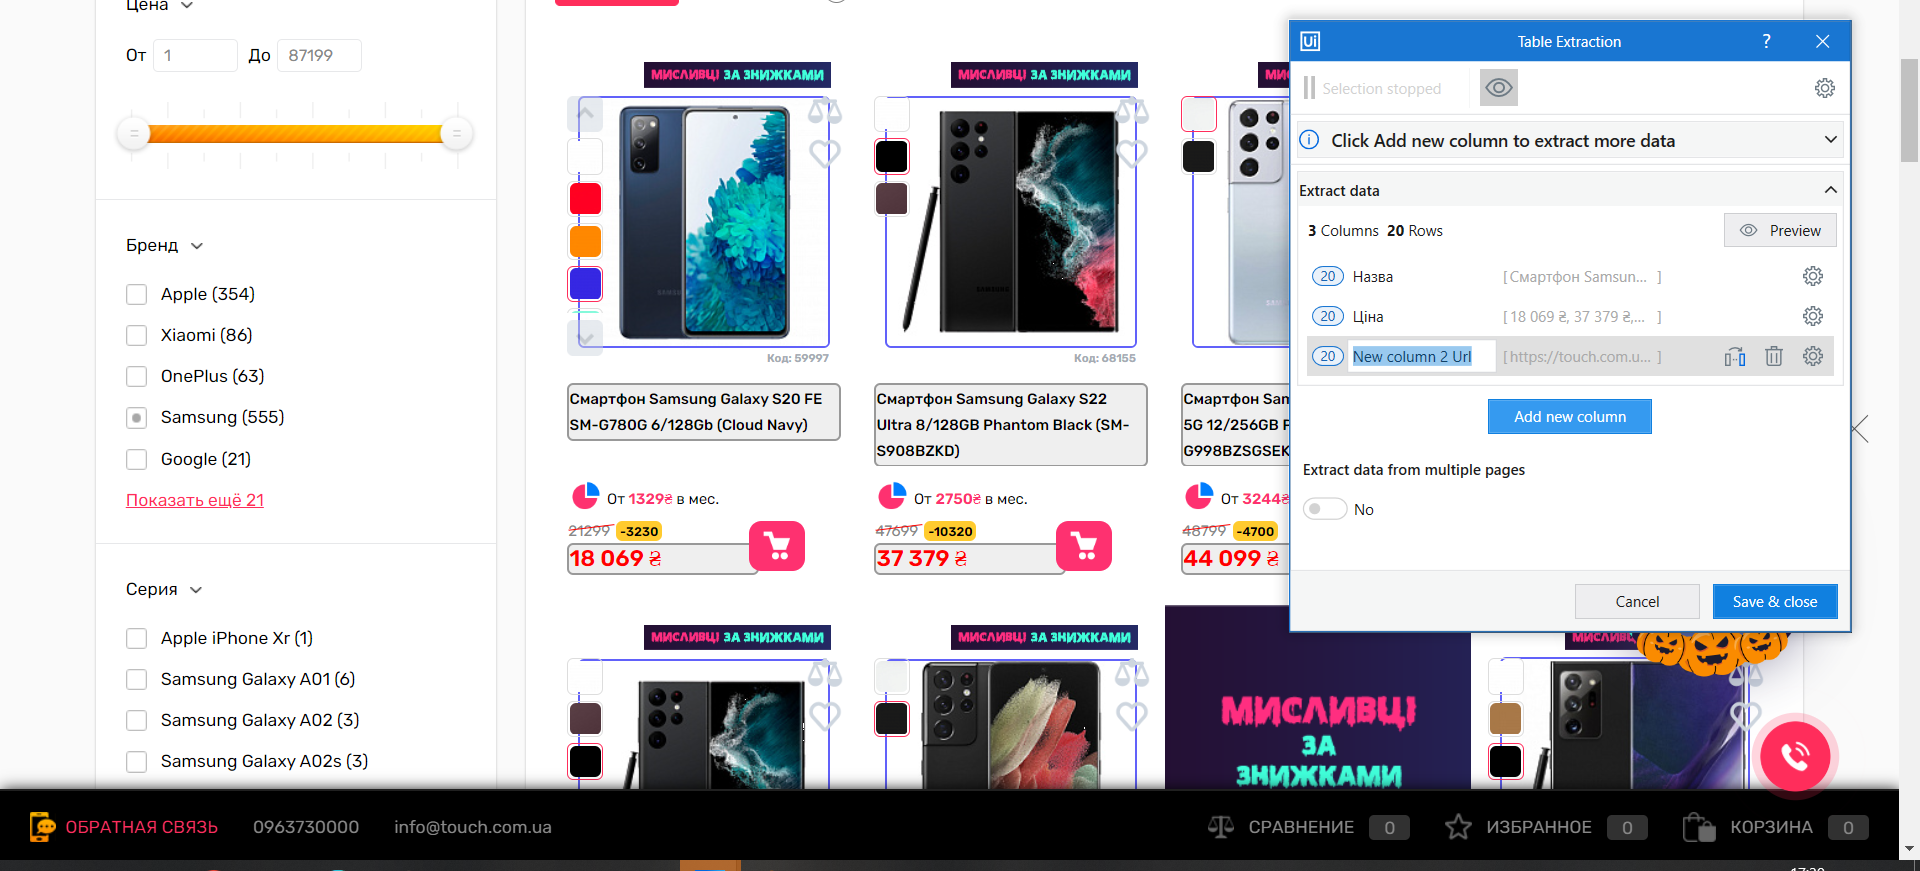 Цена
От 1 До 87199
Бренд
Apple (354)
Xiaomi (86)
OnePlus (63)
Samsung (555)
Google (21)
Показать ещё 21
Серия
Apple iPhone Xr (1)
Samsung Galaxy A01 (6)
Samsung Galaxy A02 (3)
Samsung Galaxy A02s (3)
МИСЛИВЦІ ЗА ЗНИЖКАМИ
Код: 59997
Смартфон Samsung Galaxy S20 FE
SM-G780G 6/128Gb (Cloud Navy)
От 1329₴ в мес.
21299 -3230
18 069 ₴
МИСЛИВЦІ ЗА ЗНИЖКАМИ
SAMSUNG
Код: 68155
Смартфон Samsung Galaxy S22
Ultra 8/128GB Phantom Black (SM-
S908BZKD)
От 2750₴ в мес.
47699 -10320
37 379 ₴
От 3244₴
48799 -4700
44 099 ₴
МИСЛИВЦІ ЗА ЗНИЖКАМИ
МИСЛИВЦІ ЗА ЗНИЖКАМИ
МИСЛИВЦІ
ЗА
ЗНИЖКАМИ
Ui Table Extraction ?
Selection stopped
Click Add new column to extract more data
Extract data
3 Columns 20 Rows Preview
20 Назва [ Смартфон Samsun... ]
20 Ціна [ 18 069 ₴, 37 379 ₴,... ]
20 New column 2 Url [ https://touch.com.u... ]
Add new column
Extract data from multiple pages
No
Cancel Save & close
ОБРАТНАЯ СВЯЗЬ 0963730000 info@touch.com.ua СРАВНЕНИЕ 0 ИЗБРАННОЕ 0 КОРЗИНА 0